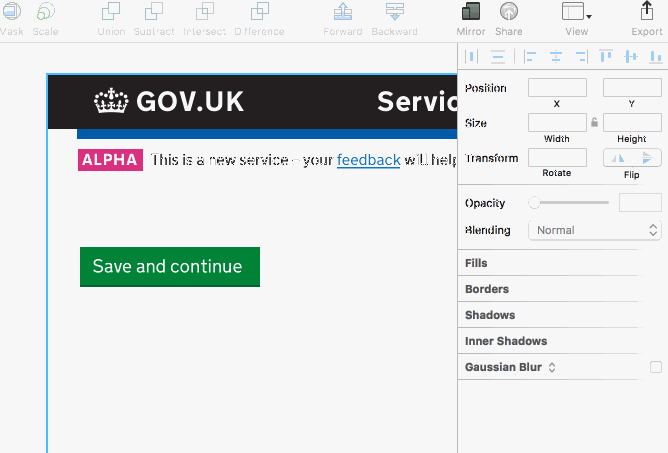 Mask Scale Union Subtract Intersect Difference Forward Backward Mirror Share View Export
GOV.UK Servic
ALPHA This is a new service – your feedback will help
Save and continue
Position
X Y
Size
Width Height
Transform
Rotate Flip
Opacity
Blending Normal
Fills
Borders
Shadows
Inner Shadows
Gaussian Blur